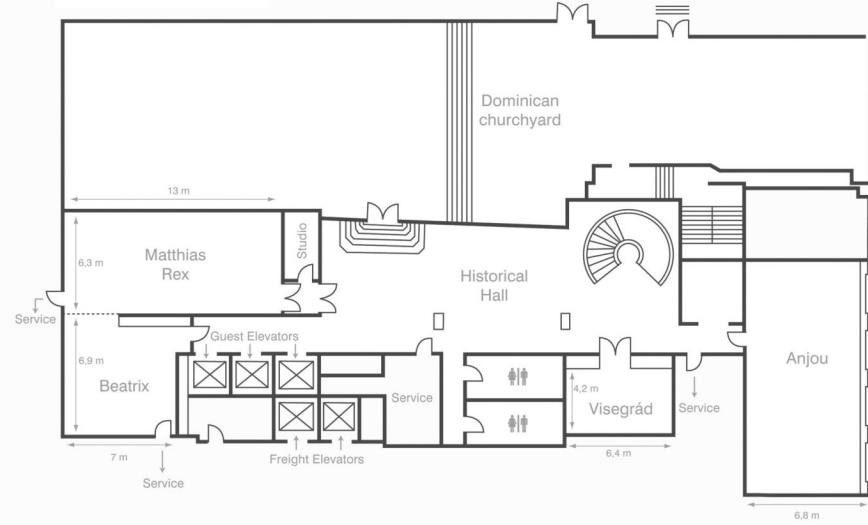 Dominican
churchyard
13 m
6,3 m
Matthias
Rex
Studio
Historical
Hall
Service
Guest Elevators
6,9 m
Beatrix
Service
4,2 m
Visegrád
Service
Anjou
7 m
Service
Freight Elevators
6,4 m
6,8 m